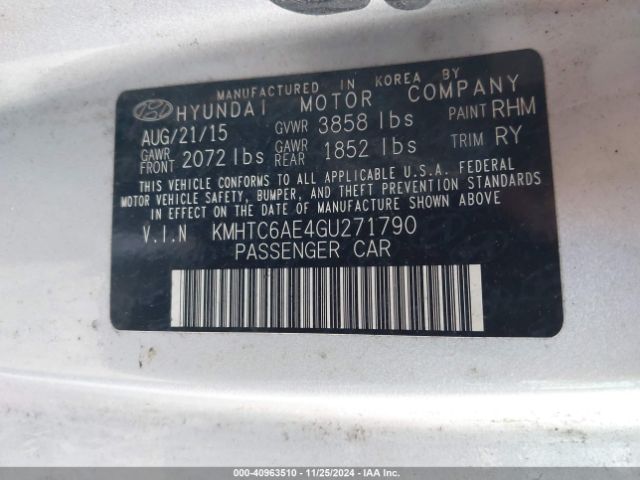 MANUFACTURED IN KOREA BY
HYUNDAI MOTOR COMPANY
AUG/21/15 GVWR 3858 lbs PAINT RHM
GAWR FRONT 2072 lbs GAWR REAR 1852 lbs TRIM RY
THIS VEHICLE CONFORMS TO ALL APPLICABLE U.S.A. FEDERAL
MOTOR VEHICLE SAFETY, BUMPER, AND THEFT PREVENTION STANDARDS
IN EFFECT ON THE DATE OF MANUFACTURE SHOWN ABOVE.
V.I.N KMHTC6AE4GU271790
PASSENGER CAR
000-40963510 - 11/25/2024 - IAA Inc.